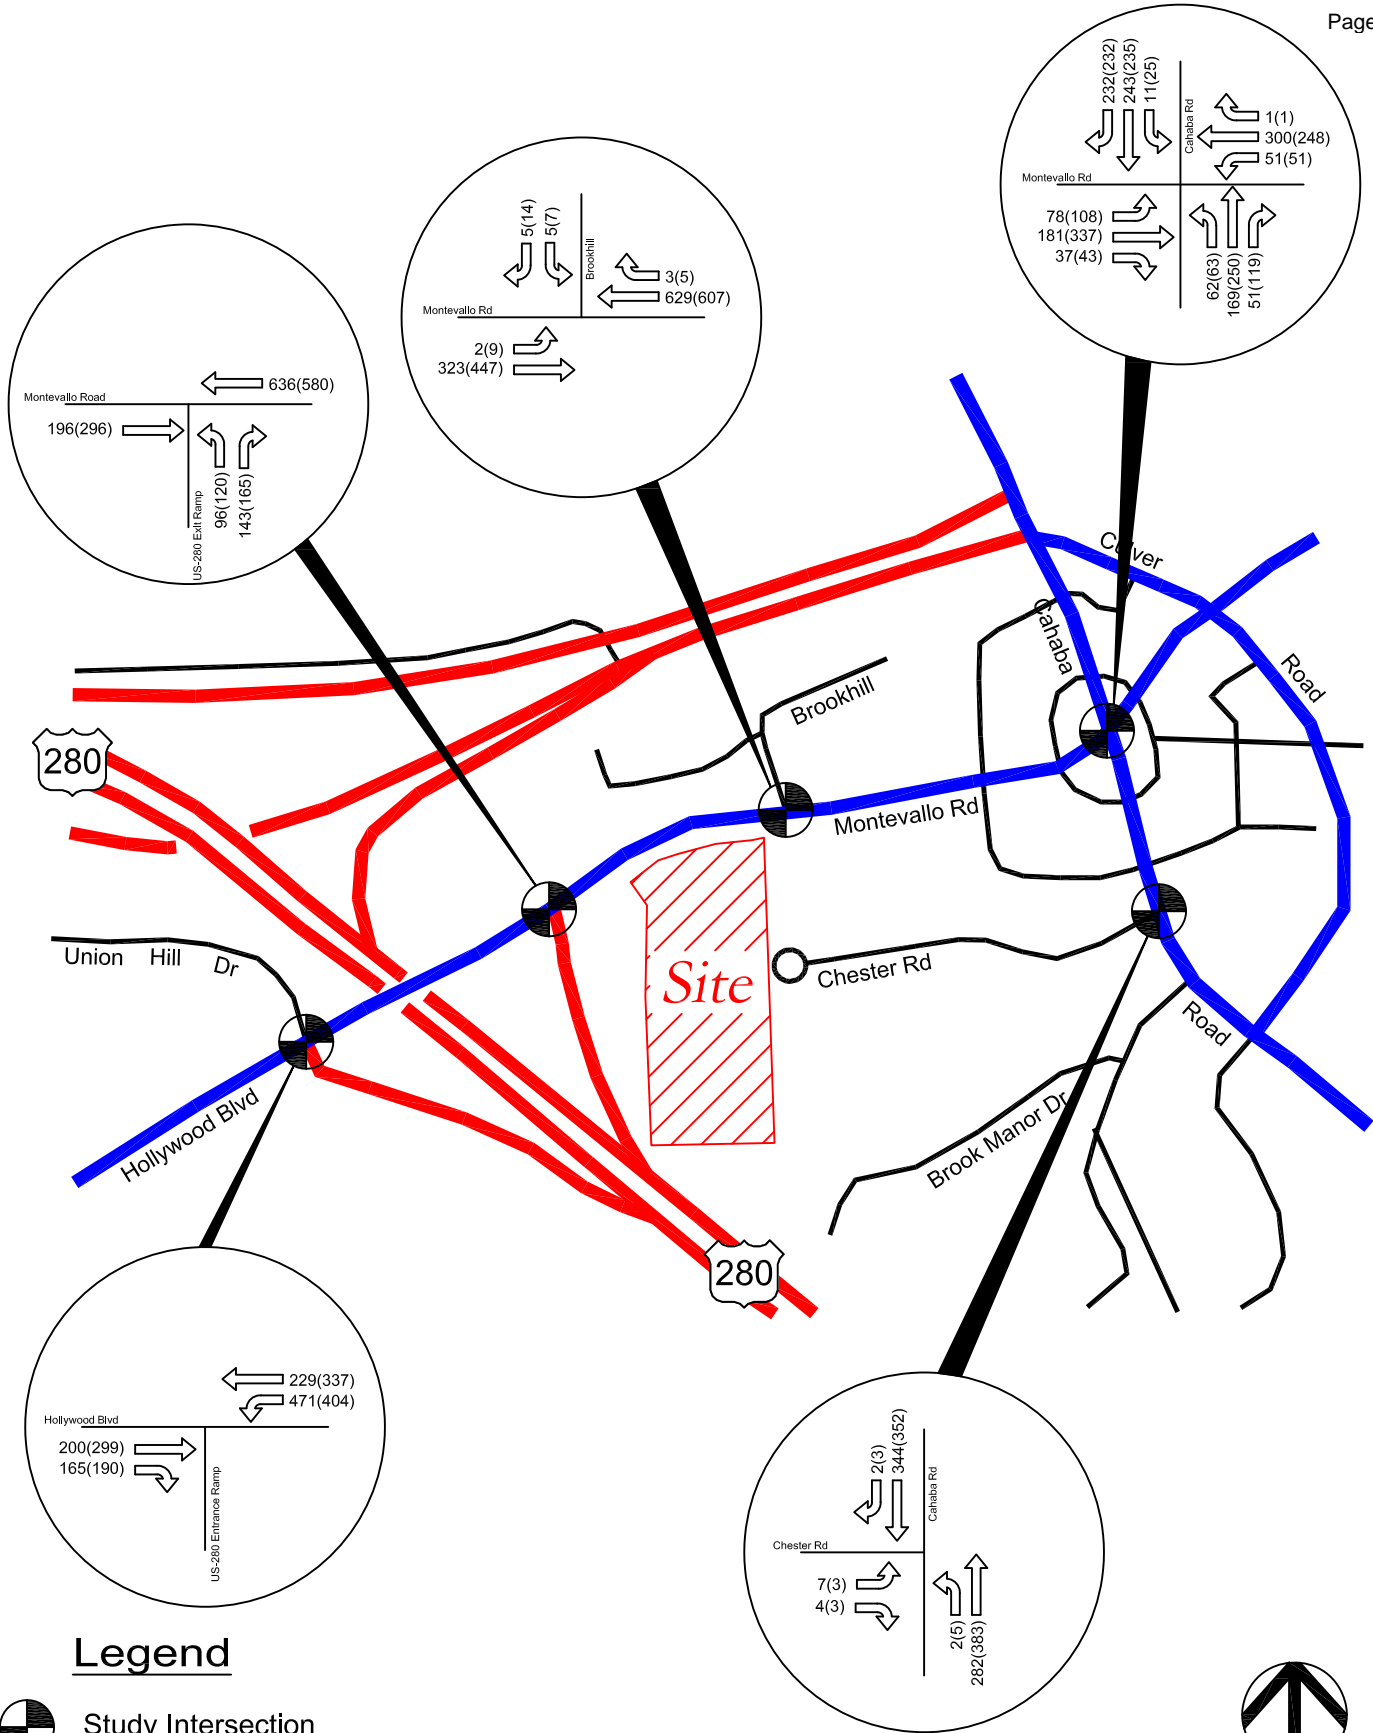 Page
232(232)
243(235)
11(25)
Cahaba Rd
1(1)
300(248)
51(51)
Montevallo Rd
78(108)
181(337)
37(43)
62(63)
169(250)
51(119)
5(14)
5(7)
Brookhill
3(5)
629(607)
Montevallo Rd
2(9)
323(447)
636(580)
Montevallo Road
196(296)
96(120)
143(165)
US-280 Exit Ramp
Culver
Road
Cahaba
Brookhill
280
Montevallo Rd
Union Hill Dr
Site
Chester Rd
Road
Hollywood Blvd
Brook Manor Dr
280
229(337)
471(404)
Hollywood Blvd
200(299)
165(190)
US-280 Entrance Ramp
2(3)
344(352)
Cahaba Rd
Chester Rd
7(3)
4(3)
2(5)
282(383)
Legend
Study Intersection